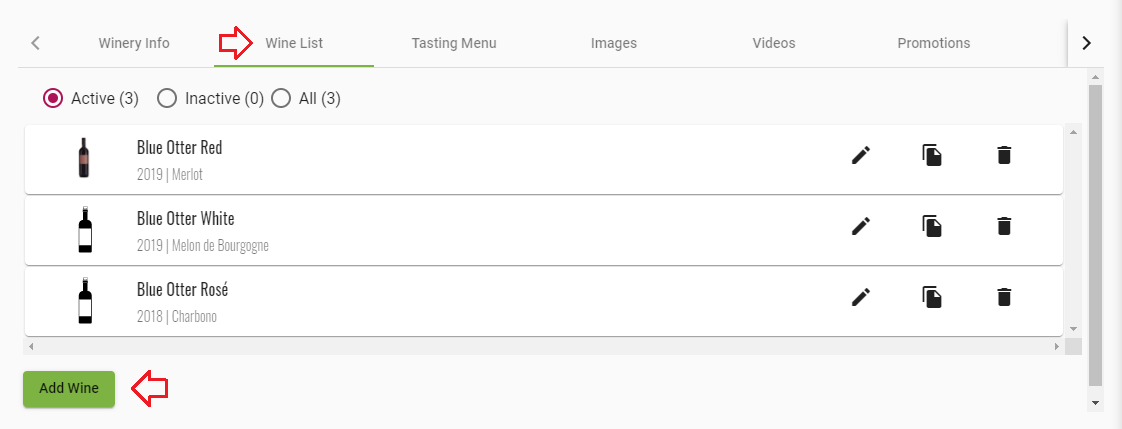 Winery Info Wine List Tasting Menu Images Videos Promotions
Active (3) Inactive (0) All (3)
Blue Otter Red
2019 | Merlot
Blue Otter White
2019 | Melon de Bourgogne
Blue Otter Rosé
2018 | Charbono
Add Wine